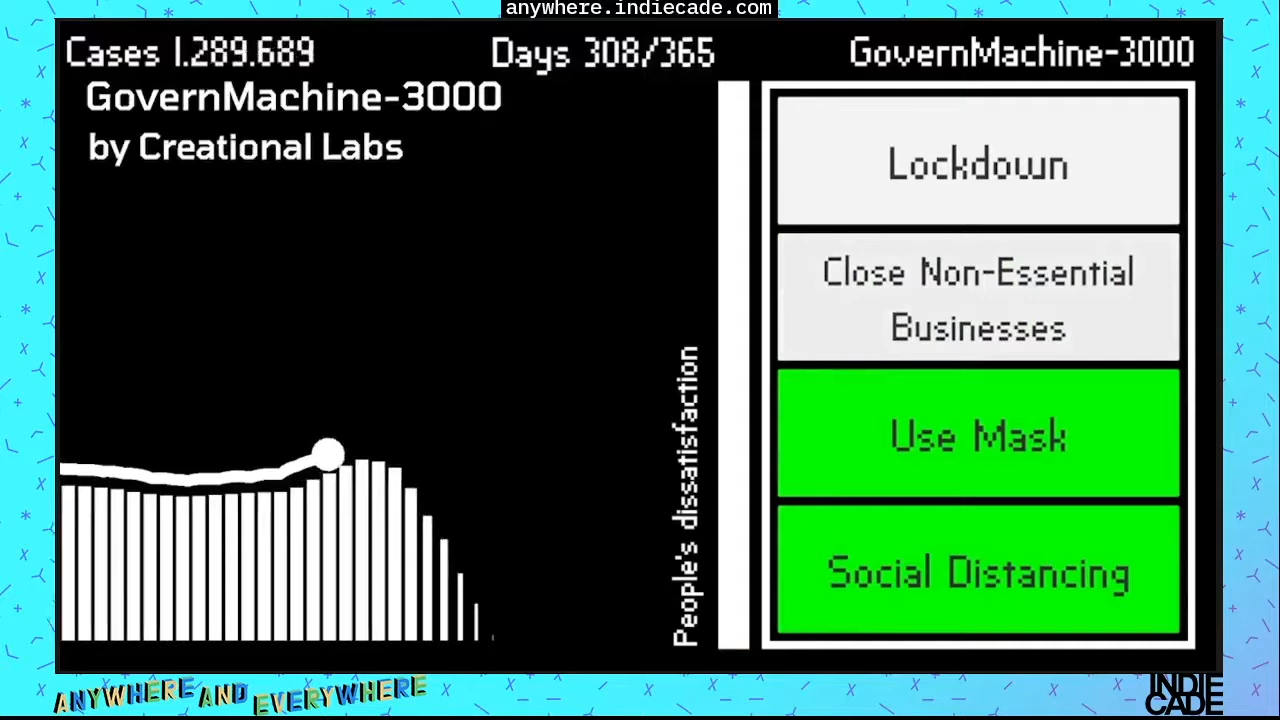 anywhere.indiecade.com
Cases 1.289.689
Days 308/365
GovernMachine-3000
GovernMachine-3000
by Creational Labs
People's dissatisfaction
Lockdown
Close Non-Essential
Businesses
Use Mask
Social Distancing
ANYWHERE AND EVERYWHERE
INDIE
CADE